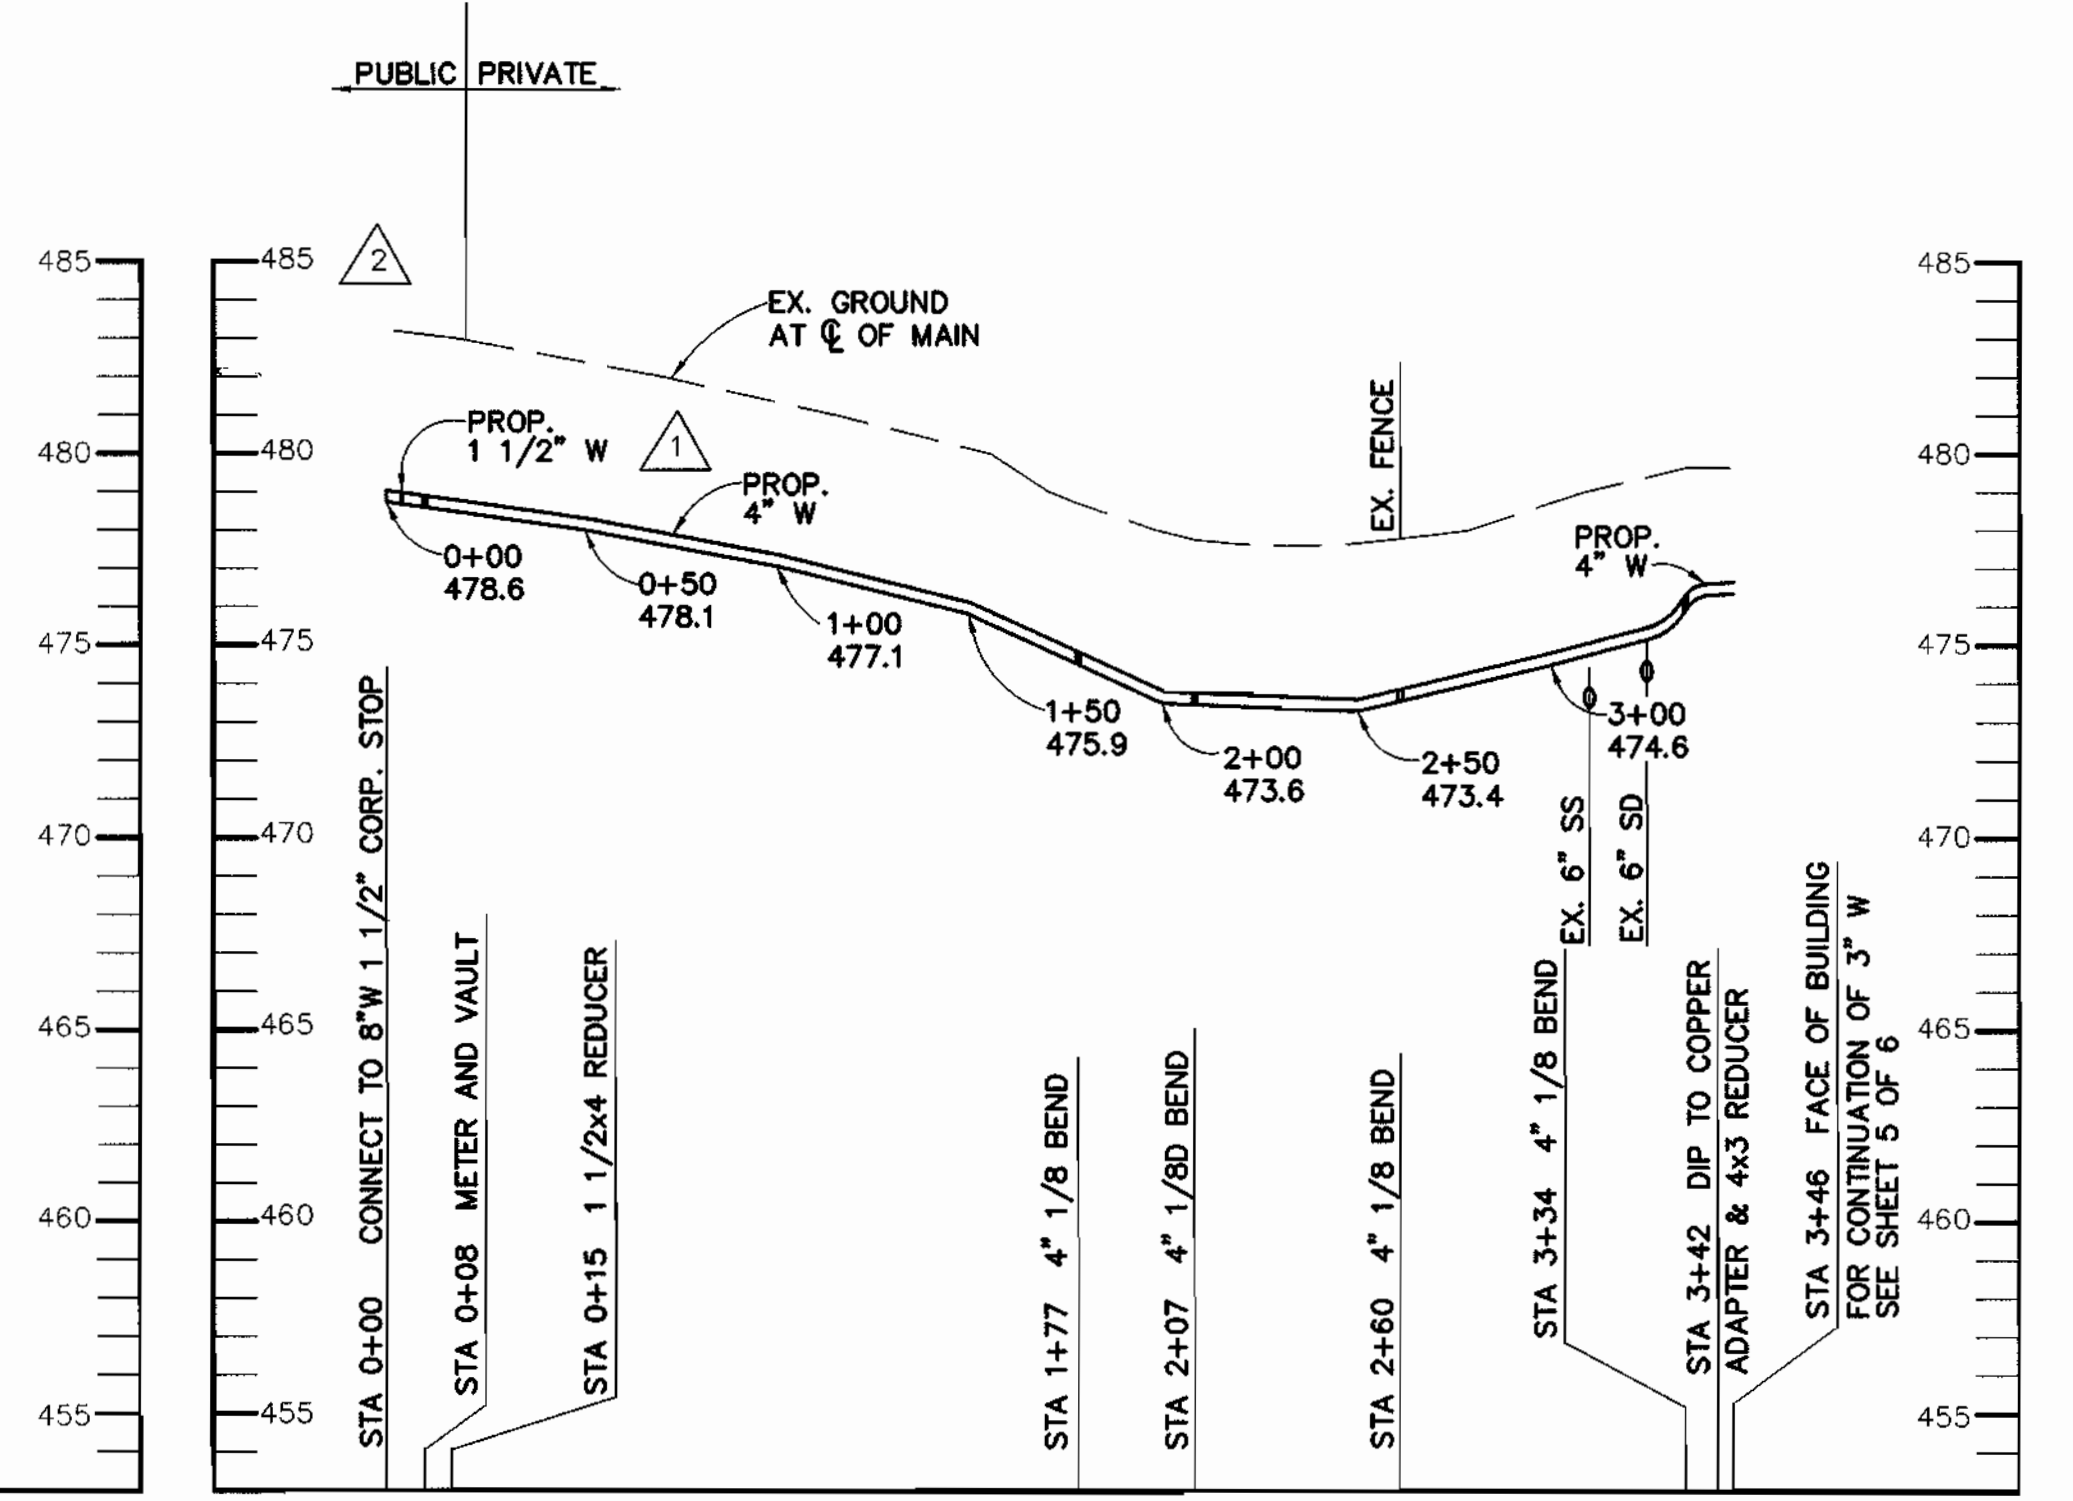 PUBLIC PRIVATE
485
485
2
485
EX. GROUND
AT ℄ OF MAIN
EX. FENCE
PROP.
1 1/2" W
1
480
480
480
PROP.
4" W
PROP.
4" W
0+00
478.6
0+50
478.1
1+00
477.1
475
475
475
1+50
475.9
2+00
473.6
2+50
473.4
3+00
474.6
470
470
470
EX. 6" SS
EX. 6" SD
465
465
465
460
460
460
455
455
455
STA 0+00 CONNECT TO 8"W 1 1/2" CORP. STOP
STA 0+08 METER AND VAULT
STA 0+15 1 1/2x4 REDUCER
STA 1+77 4" 1/8 BEND
STA 2+07 4" 1/8D BEND
STA 2+60 4" 1/8 BEND
STA 3+34 4" 1/8 BEND
STA 3+42 DIP TO COPPER
ADAPTER & 4x3 REDUCER
STA 3+46 FACE OF BUILDING
FOR CONTINUATION OF 3" W
SEE SHEET 5 OF 6